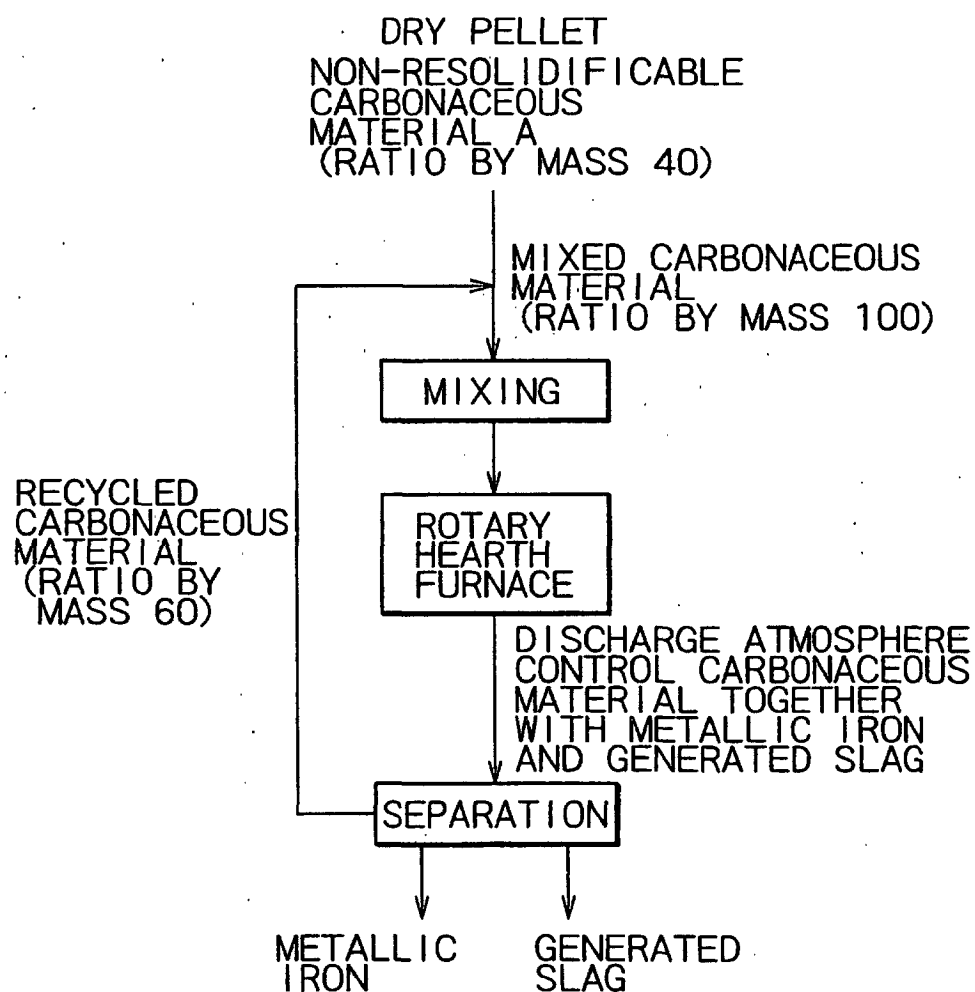 DRY PELLET
NON-RESOLIDIFICABLE
CARBONACEOUS
MATERIAL A
(RATIO BY MASS 40)
MIXED CARBONACEOUS
MATERIAL
(RATIO BY MASS 100)
MIXING
RECYCLED
CARBONACEOUS
MATERIAL
(RATIO BY
MASS 60)
ROTARY
HEARTH
FURNACE
DISCHARGE ATMOSPHERE
CONTROL CARBONACEOUS
MATERIAL TOGETHER
WITH METALLIC IRON
AND GENERATED SLAG
SEPARATION
METALLIC
IRON
GENERATED
SLAG